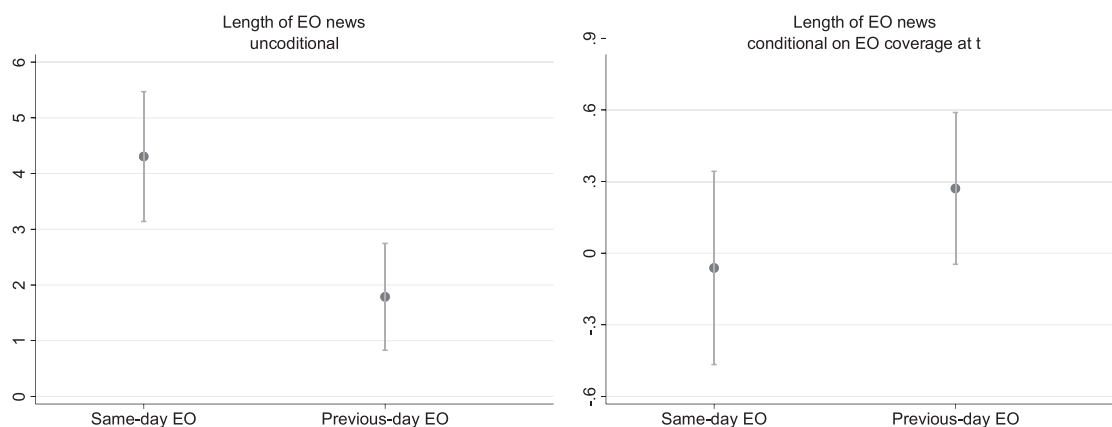 Length of EO news
uncoditional
6
5
4
3
2
1
0
Same-day EO
Previous-day EO
Length of EO news
conditional on EO coverage at t
.9
.6
.3
0
-.3
-.6
Same-day EO
Previous-day EO